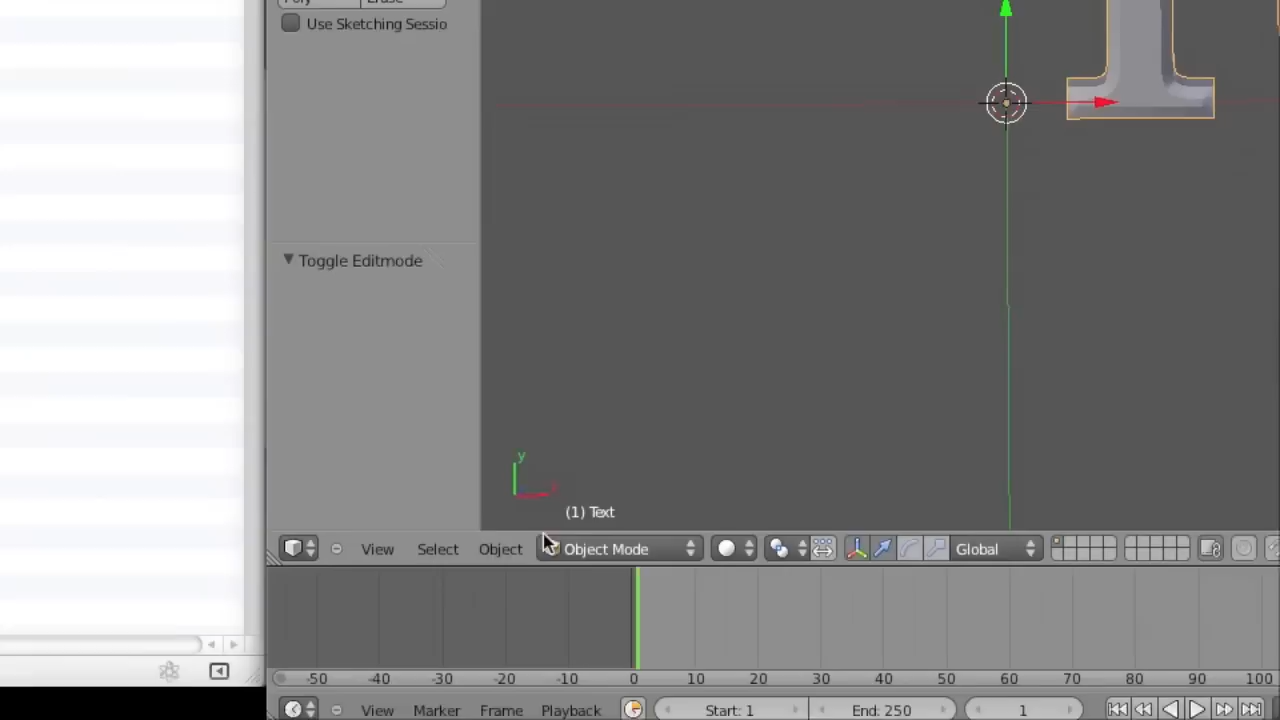 Use Sketching Sessio
Toggle Editmode
y
(1) Text
View Select Object Object Mode Global
-50 -40 -30 -20 -10 0 10 20 30 40 50 60 70 80 90 100
View Marker Frame Playback Start: 1 End: 250 1